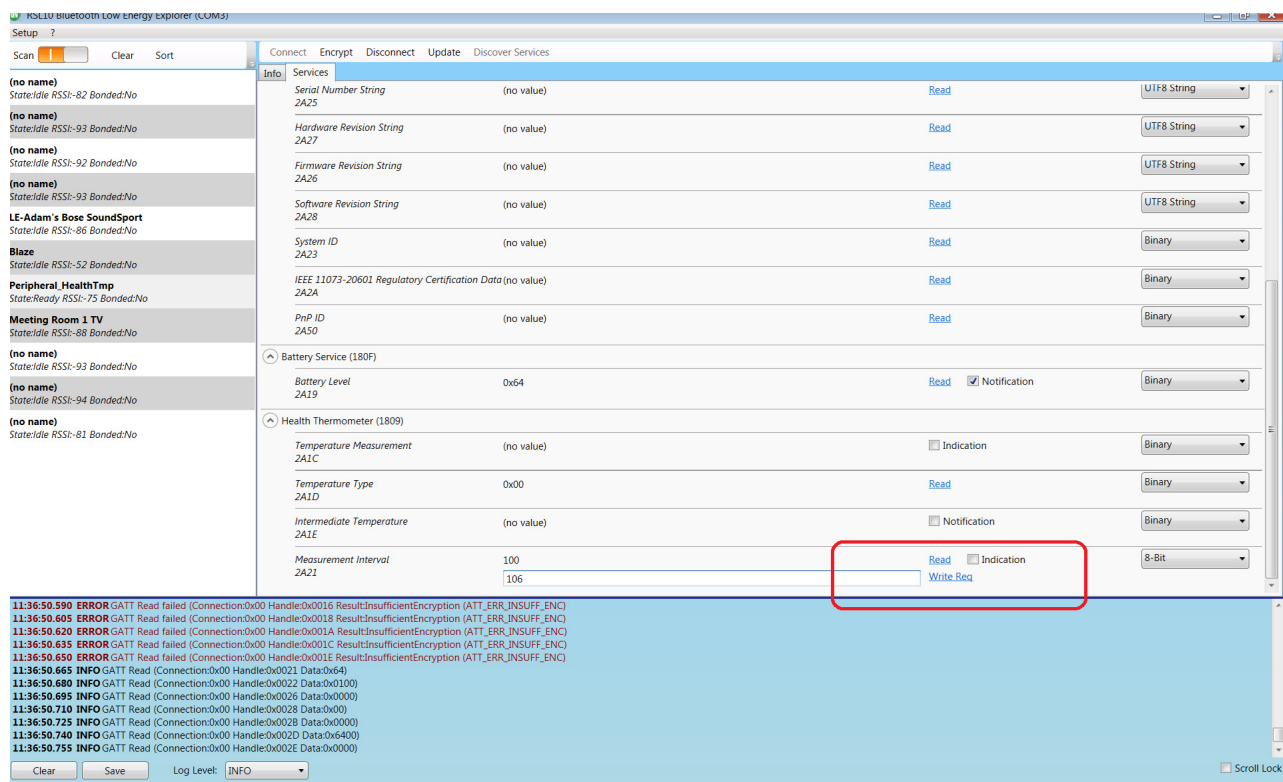 RSL10 Bluetooth Low Energy Explorer (COM3)
Setup ?
Scan Clear Sort
Connect Encrypt Disconnect Update Discover Services
Info Services
(no name)
State:Idle RSSI:-82 Bonded:No
(no name)
State:Idle RSSI:-93 Bonded:No
(no name)
State:Idle RSSI:-92 Bonded:No
(no name)
State:Idle RSSI:-93 Bonded:No
LE-Adam's Bose SoundSport
State:Idle RSSI:-86 Bonded:No
Blaze
State:Idle RSSI:-52 Bonded:No
Peripheral_HealthTmp
State:Ready RSSI:-75 Bonded:No
Meeting Room 1 TV
State:Idle RSSI:-88 Bonded:No
(no name)
State:Idle RSSI:-93 Bonded:No
(no name)
State:Idle RSSI:-94 Bonded:No
(no name)
State:Idle RSSI:-81 Bonded:No
Serial Number String (no value) Read UTF8 String
2A25
Hardware Revision String (no value) Read UTF8 String
2A27
Firmware Revision String (no value) Read UTF8 String
2A26
Software Revision String (no value) Read UTF8 String
2A28
System ID (no value) Read Binary
2A23
IEEE 11073-20601 Regulatory Certification Data (no value) Read Binary
2A2A
PnP ID (no value) Read Binary
2A50
Battery Service (180F)
Battery Level 0x64 Read Notification Binary
2A19
Health Thermometer (1809)
Temperature Measurement (no value) Indication Binary
2A1C
Temperature Type 0x00 Read Binary
2A1D
Intermediate Temperature (no value) Notification Binary
2A1E
Measurement Interval 100 Read Indication 8-Bit
2A21 106 Write Req
11:36:50.590 ERROR GATT Read failed (Connection:0x00 Handle:0x0016 Result:InsufficientEncryption (ATT_ERR_INSUFF_ENC)
11:36:50.605 ERROR GATT Read failed (Connection:0x00 Handle:0x0018 Result:InsufficientEncryption (ATT_ERR_INSUFF_ENC)
11:36:50.620 ERROR GATT Read failed (Connection:0x00 Handle:0x001A Result:InsufficientEncryption (ATT_ERR_INSUFF_ENC)
11:36:50.635 ERROR GATT Read failed (Connection:0x00 Handle:0x001C Result:InsufficientEncryption (ATT_ERR_INSUFF_ENC)
11:36:50.650 ERROR GATT Read failed (Connection:0x00 Handle:0x001E Result:InsufficientEncryption (ATT_ERR_INSUFF_ENC)
11:36:50.665 INFO GATT Read (Connection:0x00 Handle:0x0021 Data:0x64)
11:36:50.680 INFO GATT Read (Connection:0x00 Handle:0x0022 Data:0x0100)
11:36:50.695 INFO GATT Read (Connection:0x00 Handle:0x0026 Data:0x0000)
11:36:50.710 INFO GATT Read (Connection:0x00 Handle:0x0028 Data:0x00)
11:36:50.725 INFO GATT Read (Connection:0x00 Handle:0x002B Data:0x0000)
11:36:50.740 INFO GATT Read (Connection:0x00 Handle:0x002D Data:0x6400)
11:36:50.755 INFO GATT Read (Connection:0x00 Handle:0x002E Data:0x0000)
Clear Save Log Level: INFO Scroll Lock